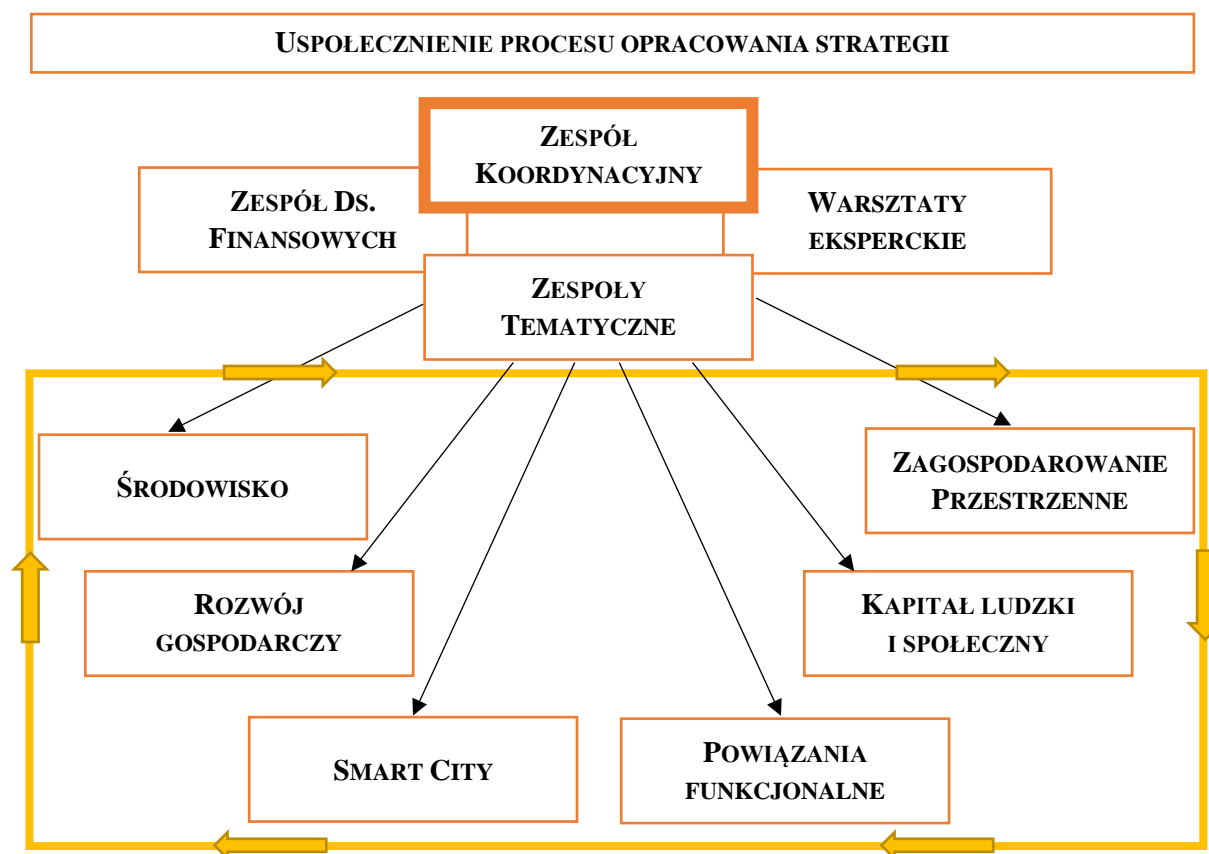 USPOŁECZNIENIE PROCESU OPRACOWANIA STRATEGII
ZESPÓŁ
KOORDYNACYJNY
ZESPÓŁ DS.
FINANSOWYCH
WARSZTATY
EKSPERCKIE
ZESPOŁY
TEMATYCZNE
ŚRODOWISKO
ZAGOSPODAROWANIE
PRZESTRZENNE
ROZWÓJ
GOSPODARCZY
KAPITAŁ LUDZKI
I SPOŁECZNY
SMART CITY
POWIĄZANIA
FUNKCJONALNE